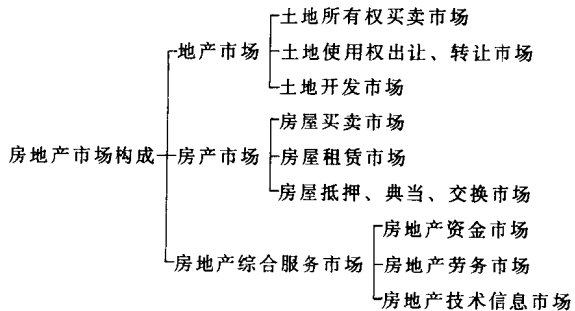 土地所有权买卖市场
地产市场
土地使用权出让、转让市场
土地开发市场
房屋买卖市场
房地产市场构成
房产市场
房屋租赁市场
房屋抵押、典当、交换市场
房地产资金市场
房地产综合服务市场
房地产劳务市场
房地产技术信息市场